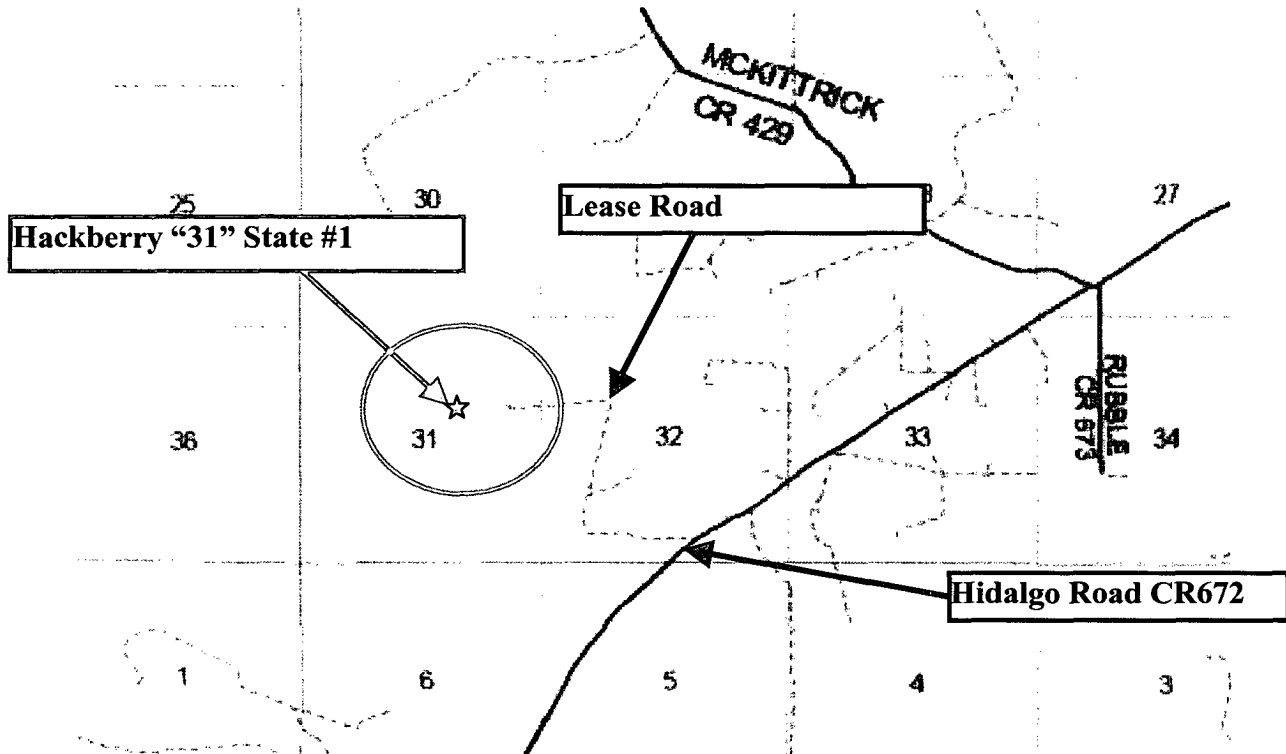 MCKITTRICK
CR 429
25
30
27
Lease Road
Hackberry “31” State #1
RUBBLE
CR 673
36
31
32
33
34
Hidalgo Road CR672
1
6
5
4
3